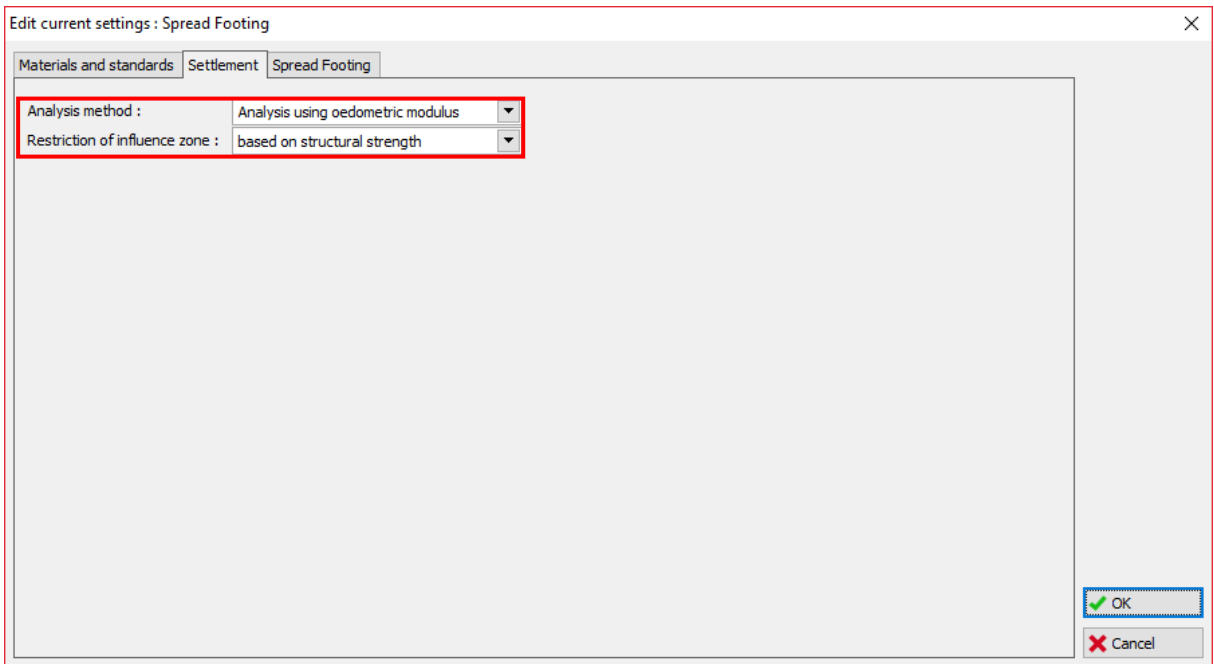 Edit current settings : Spread Footing
Materials and standards Settlement Spread Footing
Analysis method : Analysis using oedometric modulus
Restriction of influence zone : based on structural strength
OK
Cancel